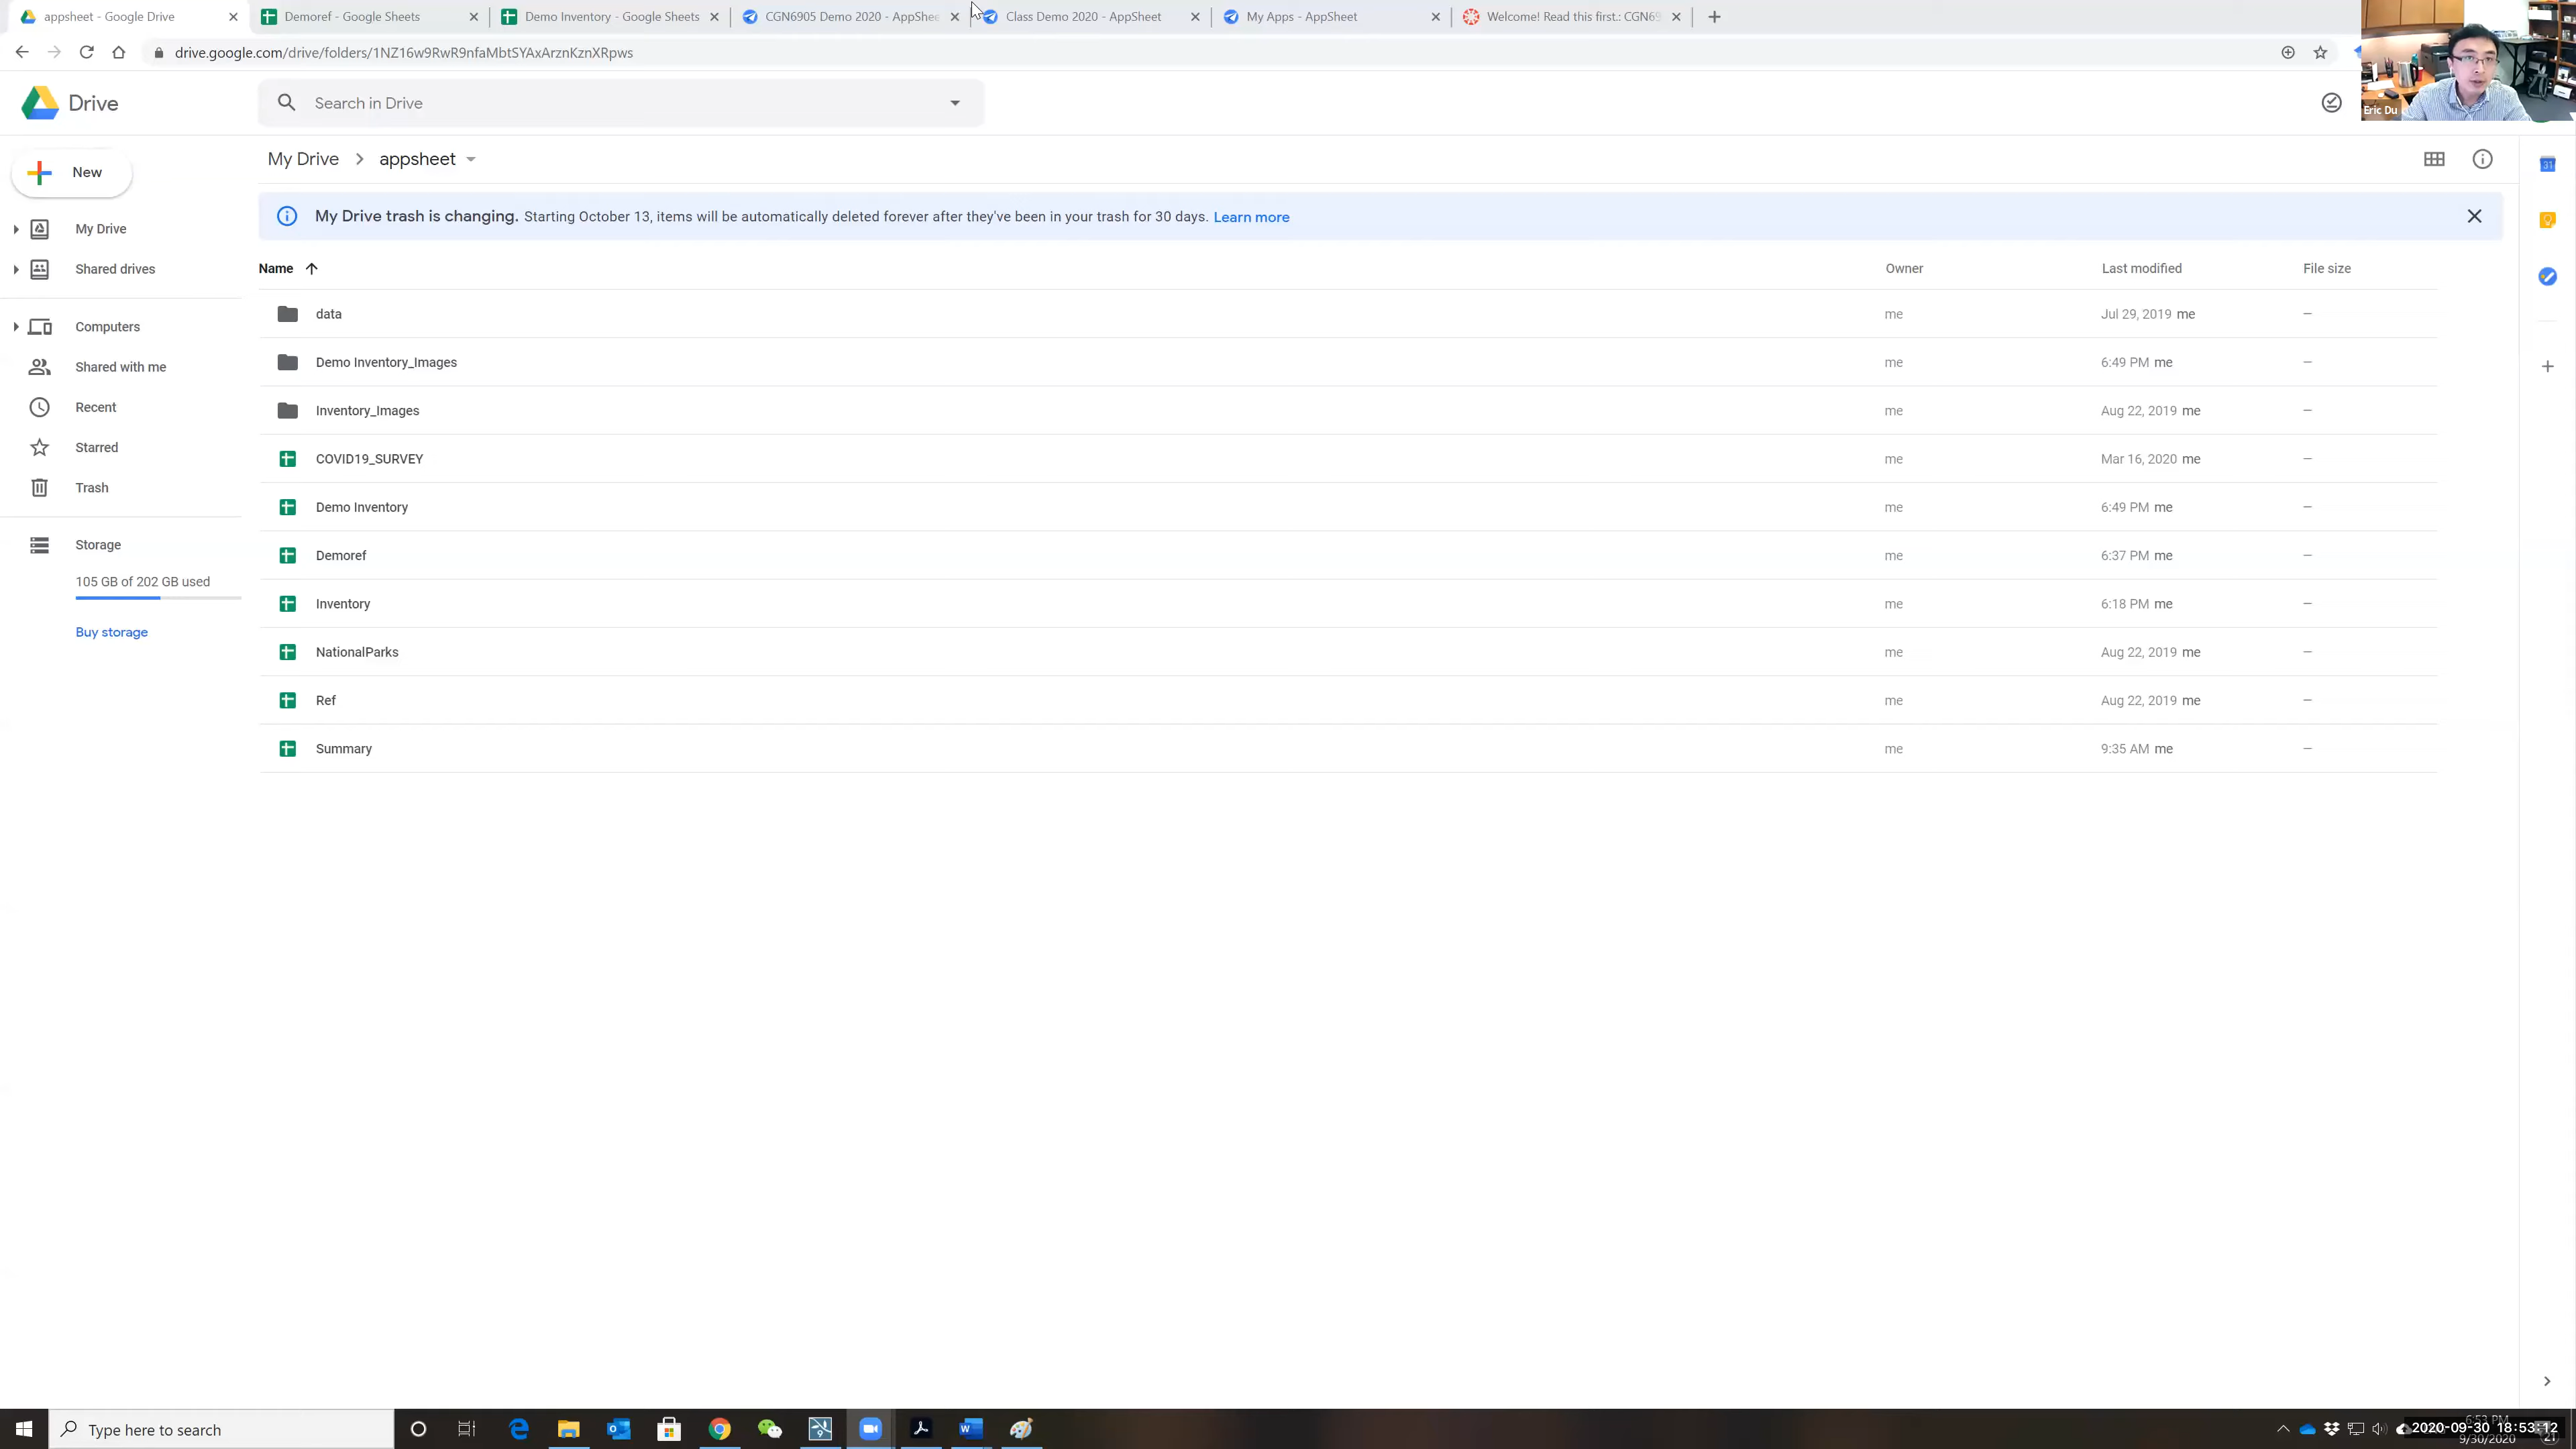 appsheet - Google Drive
Demoref - Google Sheets
Demo Inventory - Google Sheets
CGN6905 Demo 2020 - AppShee
Class Demo 2020 - AppSheet
My Apps - AppSheet
Welcome! Read this first.: CGN69
drive.google.com/drive/folders/1NZ16w9RwR9nfaMbtSYAxArznKznXRpws
Eric Du
Drive
Search in Drive
New
My Drive
Shared drives
Computers
Shared with me
Recent
Starred
Trash
Storage
105 GB of 202 GB used
Buy storage
My Drive > appsheet
My Drive trash is changing. Starting October 13, items will be automatically deleted forever after they've been in your trash for 30 days. Learn more
Name Owner Last modified File size
data me Jul 29, 2019 me –
Demo Inventory_Images me 6:49 PM me –
Inventory_Images me Aug 22, 2019 me –
COVID19_SURVEY me Mar 16, 2020 me –
Demo Inventory me 6:49 PM me –
Demoref me 6:37 PM me –
Inventory me 6:18 PM me –
NationalParks me Aug 22, 2019 me –
Ref me Aug 22, 2019 me –
Summary me 9:35 AM me –
31
Type here to search
6:53 PM
2020-09-30 18:53:12
9/30/2020
21